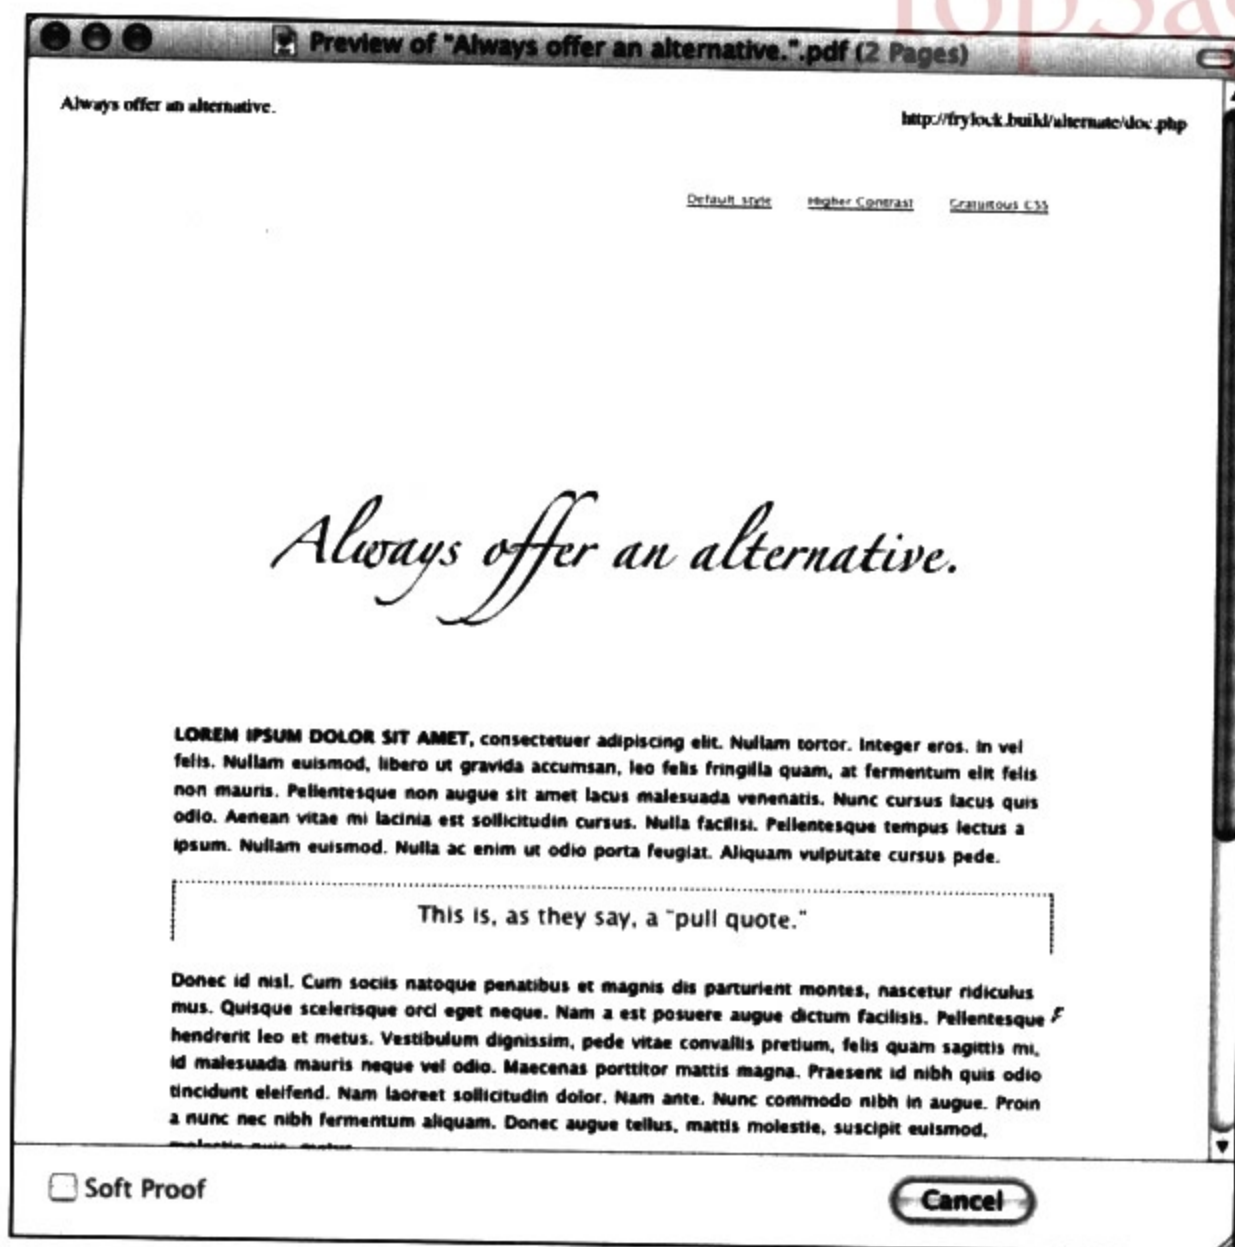 Preview of "Always offer an alternative.".pdf (2 Pages)
Always offer an alternative.
http://frylock.build/alternate/doc.php
Default style Higher Contrast Gratuitous CSS
Always offer an alternative.
LOREM IPSUM DOLOR SIT AMET, consectetuer adipiscing elit. Nullam tortor. Integer eros. In vel
felis. Nullam euismod, libero ut gravida accumsan, leo felis fringilla quam, at fermentum elit felis
non mauris. Pellentesque non augue sit amet lacus malesuada venenatis. Nunc cursus lacus quis
odio. Aenean vitae mi lacinia est sollicitudin cursus. Nulla facilisi. Pellentesque tempus lectus a
ipsum. Nullam euismod. Nulla ac enim ut odio porta feugiat. Aliquam vulputate cursus pede.
This is, as they say, a "pull quote."
Donec id nisl. Cum sociis natoque penatibus et magnis dis parturient montes, nascetur ridiculus
mus. Quisque scelerisque orci eget neque. Nam a est posuere augue dictum facilisis. Pellentesque
hendrerit leo et metus. Vestibulum dignissim, pede vitae convallis pretium, felis quam sagittis mi,
id malesuada mauris neque vel odio. Maecenas porttitor mattis magna. Praesent id nibh quis odio
tincidunt eleifend. Nam laoreet sollicitudin dolor. Nam ante. Nunc commodo nibh in augue. Proin
a nunc nec nibh fermentum aliquam. Donec augue tellus, mattis molestie, suscipit euismod,
Soft Proof
Cancel